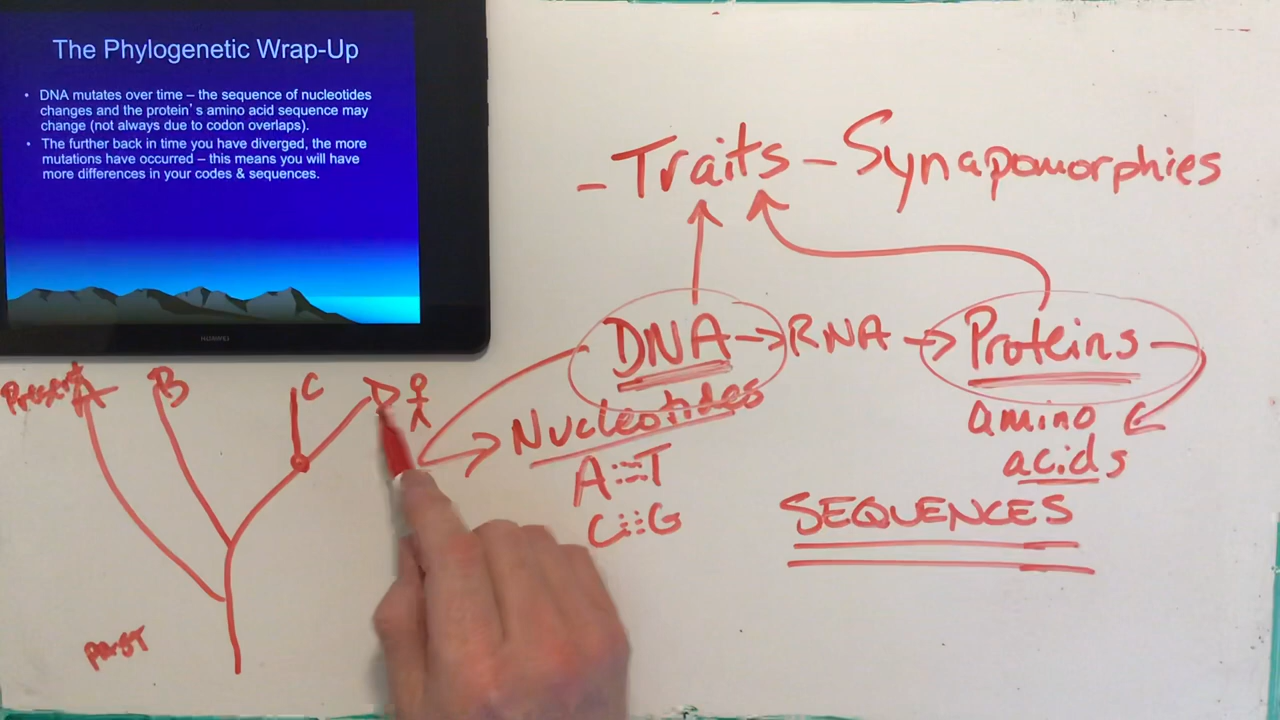 The Phylogenetic Wrap-Up
• DNA mutates over time – the sequence of nucleotides
changes and the protein's amino acid sequence may
change (not always due to codon overlaps).
• The further back in time you have diverged, the more
mutations have occurred – this means you will have
more differences in your codes & sequences.
HUAWEI
- Traits - Synapomorphies
DNA → RNA → Proteins
Nucleotides
A T
C G
amino
acids
SEQUENCES
Present A B C D
past